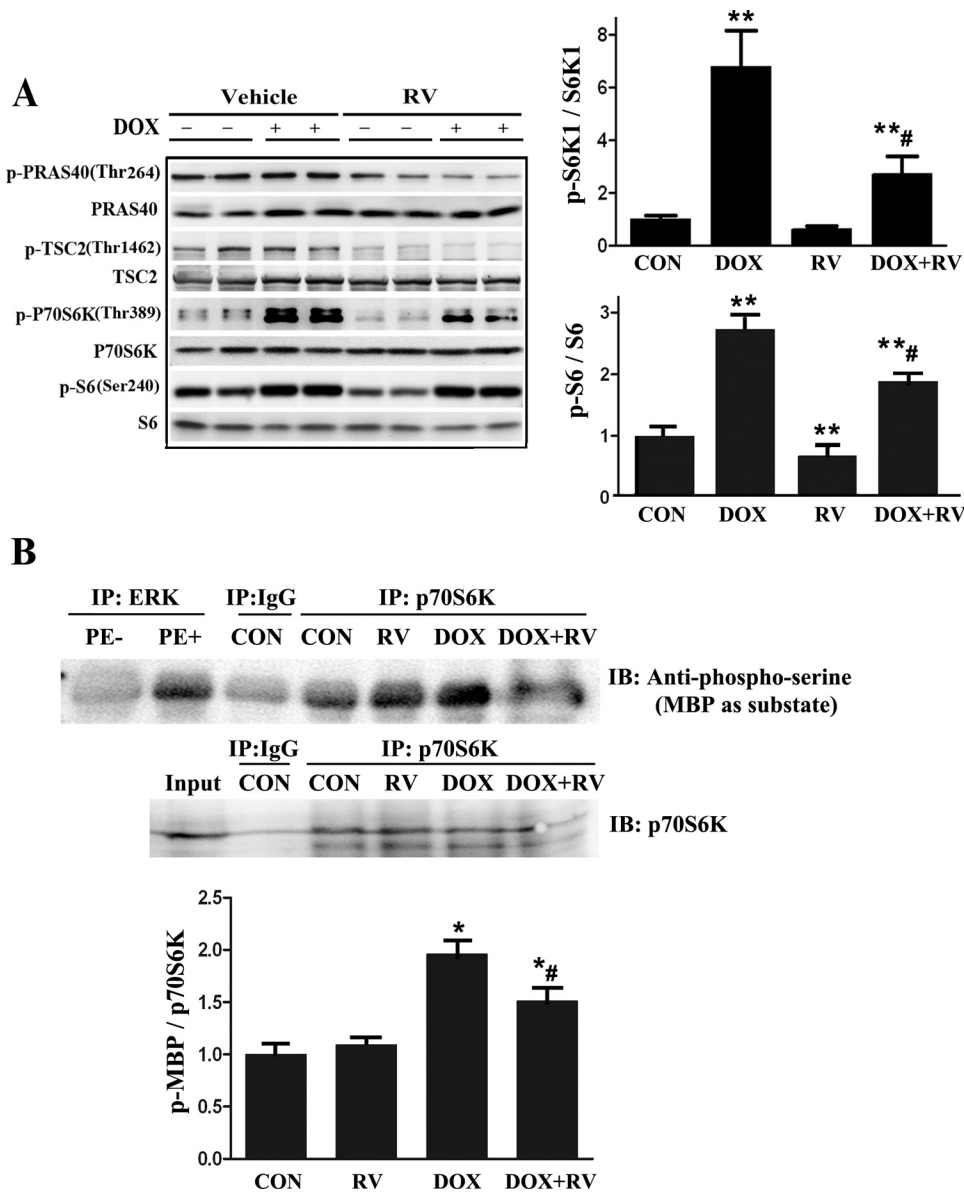 A
Vehicle RV
DOX – – + + – – + +
p-PRAS40(Thr264)
PRAS40
p-TSC2(Thr1462)
TSC2
p-P70S6K(Thr389)
P70S6K
p-S6(Ser240)
S6
p-S6K1 / S6K1
8
6
4
2
0
**
**#
CON DOX RV DOX+RV
p-S6 / S6
3
2
1
0
**
**
**#
CON DOX RV DOX+RV
B
IP: ERK IP:IgG IP: p70S6K
PE- PE+ CON CON RV DOX DOX+RV
IB: Anti-phospho-serine
(MBP as substate)
IP:IgG IP: p70S6K
Input CON CON RV DOX DOX+RV
IB: p70S6K
p-MBP / p70S6K
2.5
2.0
1.5
1.0
0.5
0.0
*
*#
CON RV DOX DOX+RV